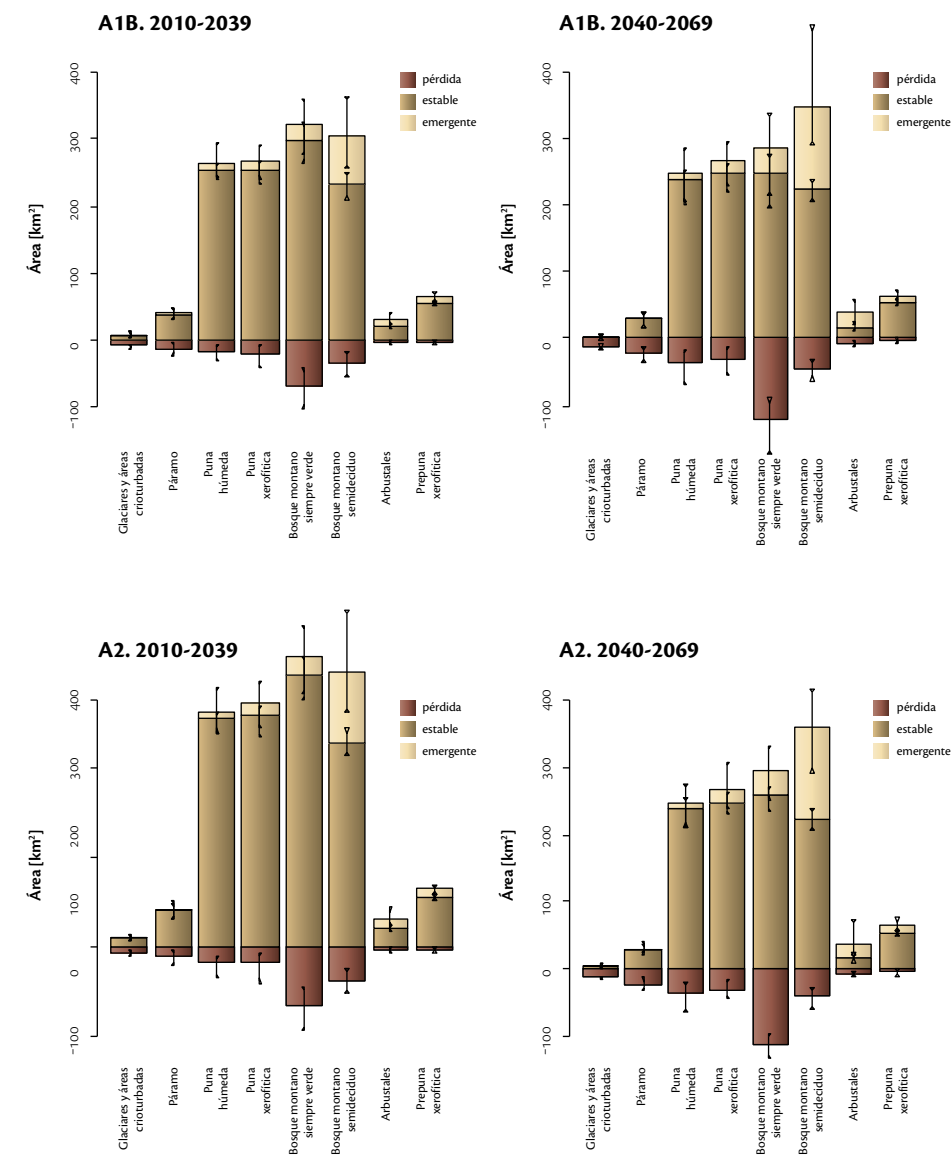 A1B. 2010-2039
Área [km²]
400
300
200
100
0
−100
pérdida
estable
emergente
Glaciares y áreas
crioturbadas
Páramo
Puna
húmeda
Puna
xerofítica
Bosque montano
siempre verde
Bosque montano
semideciduo
Arbustales
Prepuna
xerofítica
A1B. 2040-2069
Área [km²]
400
300
200
100
0
−100
pérdida
estable
emergente
Glaciares y áreas
crioturbadas
Páramo
Puna
húmeda
Puna
xerofítica
Bosque montano
siempre verde
Bosque montano
semideciduo
Arbustales
Prepuna
xerofítica
A2. 2010-2039
Área [km²]
400
300
200
100
0
−100
pérdida
estable
emergente
Glaciares y áreas
crioturbadas
Páramo
Puna
húmeda
Puna
xerofítica
Bosque montano
siempre verde
Bosque montano
semideciduo
Arbustales
Prepuna
xerofítica
A2. 2040-2069
Área [km²]
400
300
200
100
0
−100
pérdida
estable
emergente
Glaciares y áreas
crioturbadas
Páramo
Puna
húmeda
Puna
xerofítica
Bosque montano
siempre verde
Bosque montano
semideciduo
Arbustales
Prepuna
xerofítica